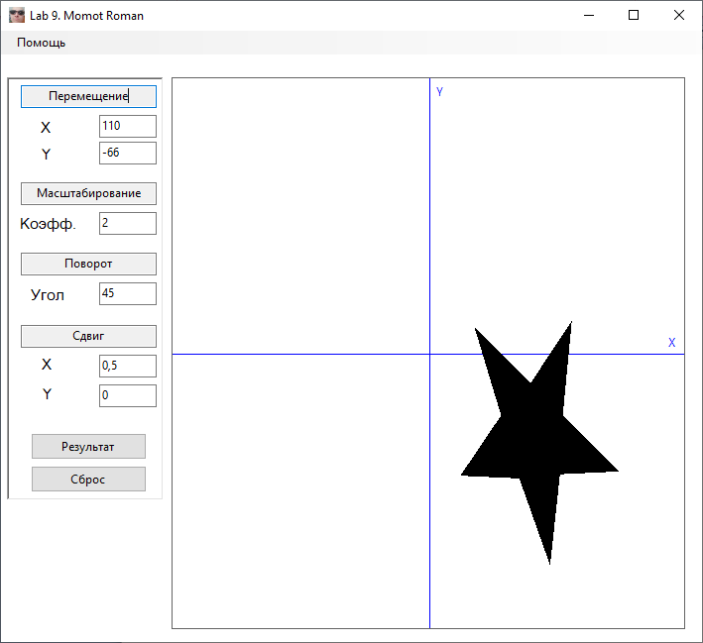 Lab 9. Momot Roman
Помощь
Перемещение
X 110
Y -66
Масштабирование
Коэфф. 2
Поворот
Угол 45
Сдвиг
X 0,5
Y 0
Результат
Сброс
Y
X